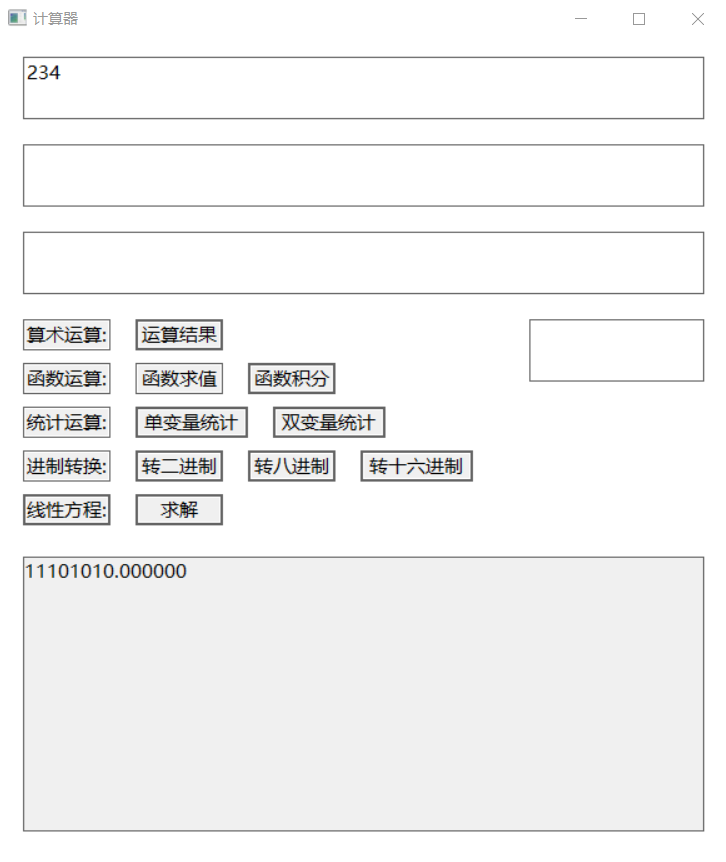 计算器
234
算术运算: 运算结果
函数运算: 函数求值 函数积分
统计运算: 单变量统计 双变量统计
进制转换: 转二进制 转八进制 转十六进制
线性方程: 求解
11101010.000000